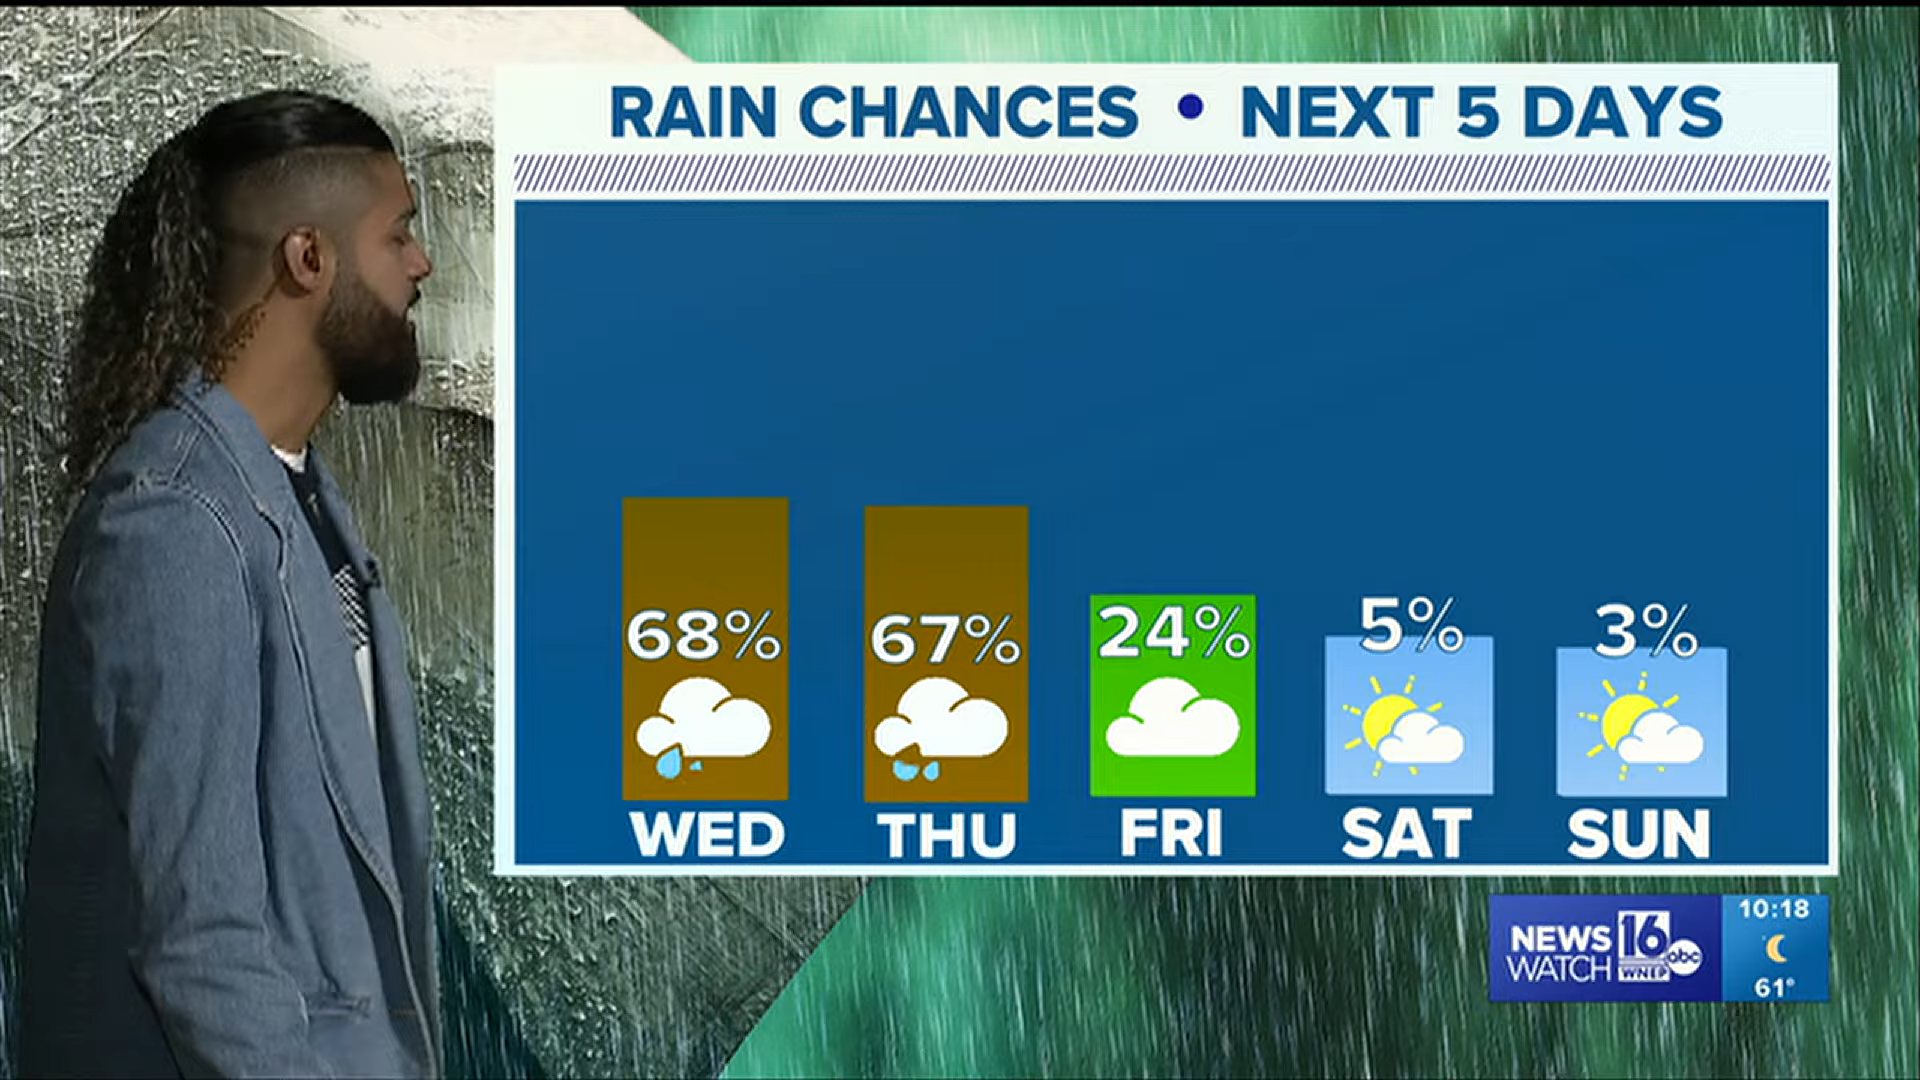 RAIN CHANCES • NEXT 5 DAYS
68% 67% 24% 5% 3%
WED THU FRI SAT SUN
NEWS 16 10:18
WATCH WNEP abc
61°